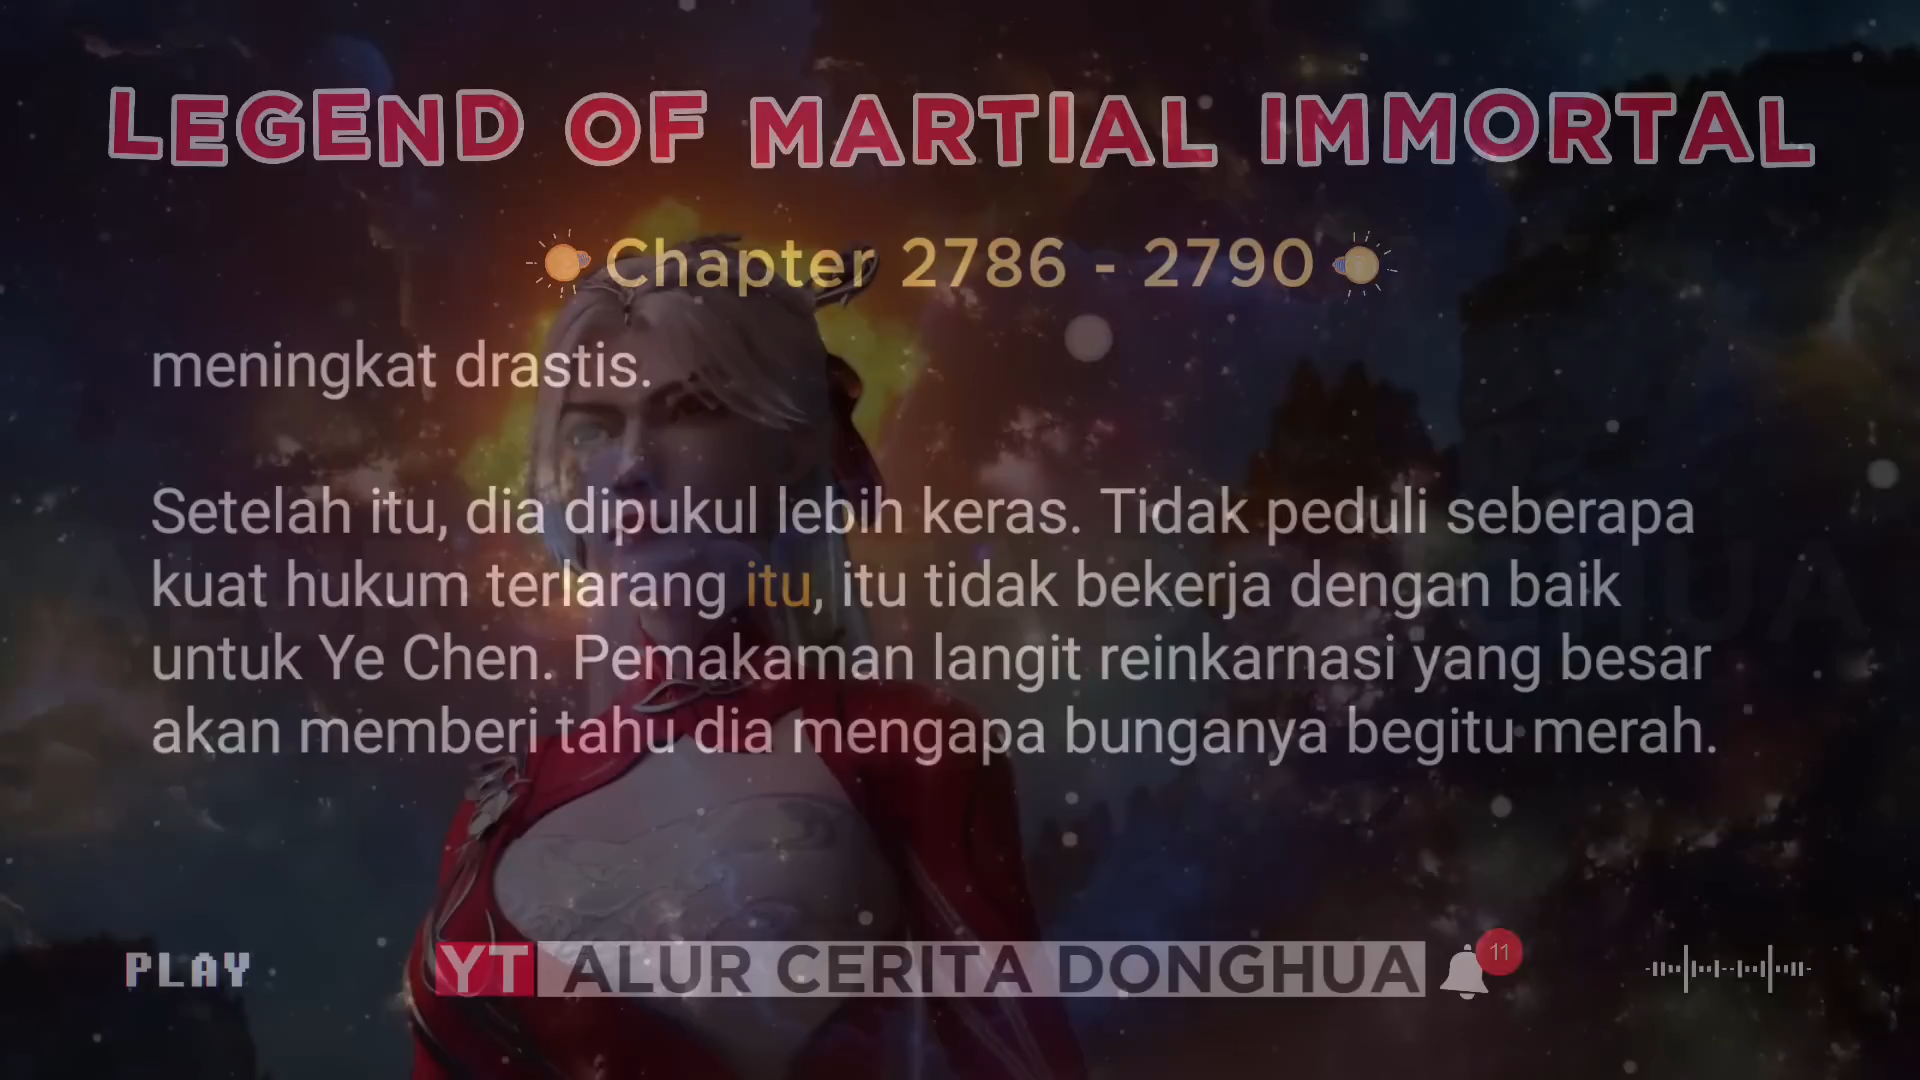 LEGEND OF MARTIAL IMMORTAL
Chapter 2786 - 2790
meningkat drastis.
Setelah itu, dia dipukul lebih keras. Tidak peduli seberapa
kuat hukum terlarang itu, itu tidak bekerja dengan baik
untuk Ye Chen. Pemakaman langit reinkarnasi yang besar
akan memberi tahu dia mengapa bunganya begitu merah.
PLAY
YT ALUR CERITA DONGHUA
11